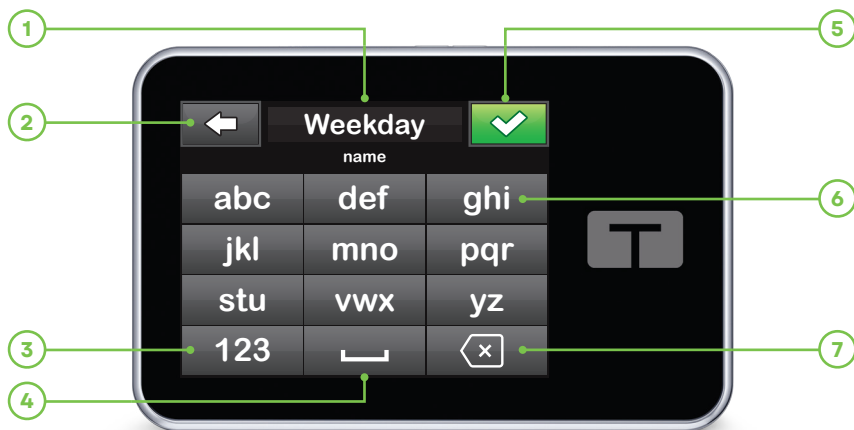 1
5
2
Weekday
name
abc def ghi
6
jkl mno pqr
stu vwx yz
3
123
7
4